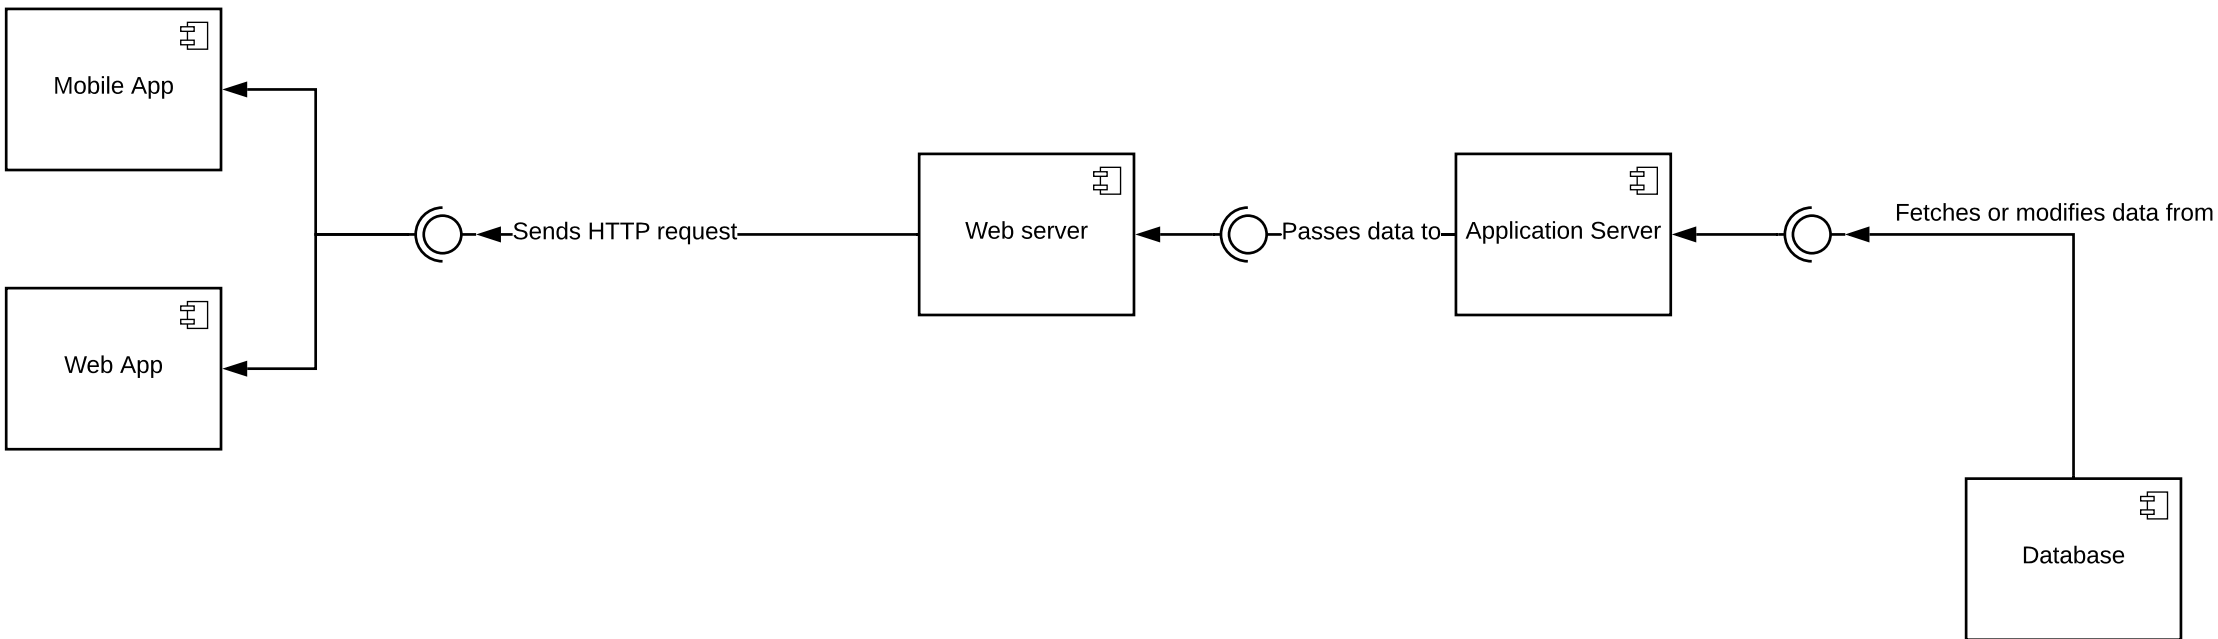 Mobile App
Web App
Sends HTTP request
Web server
Passes data to
Application Server
Fetches or modifies data from
Database